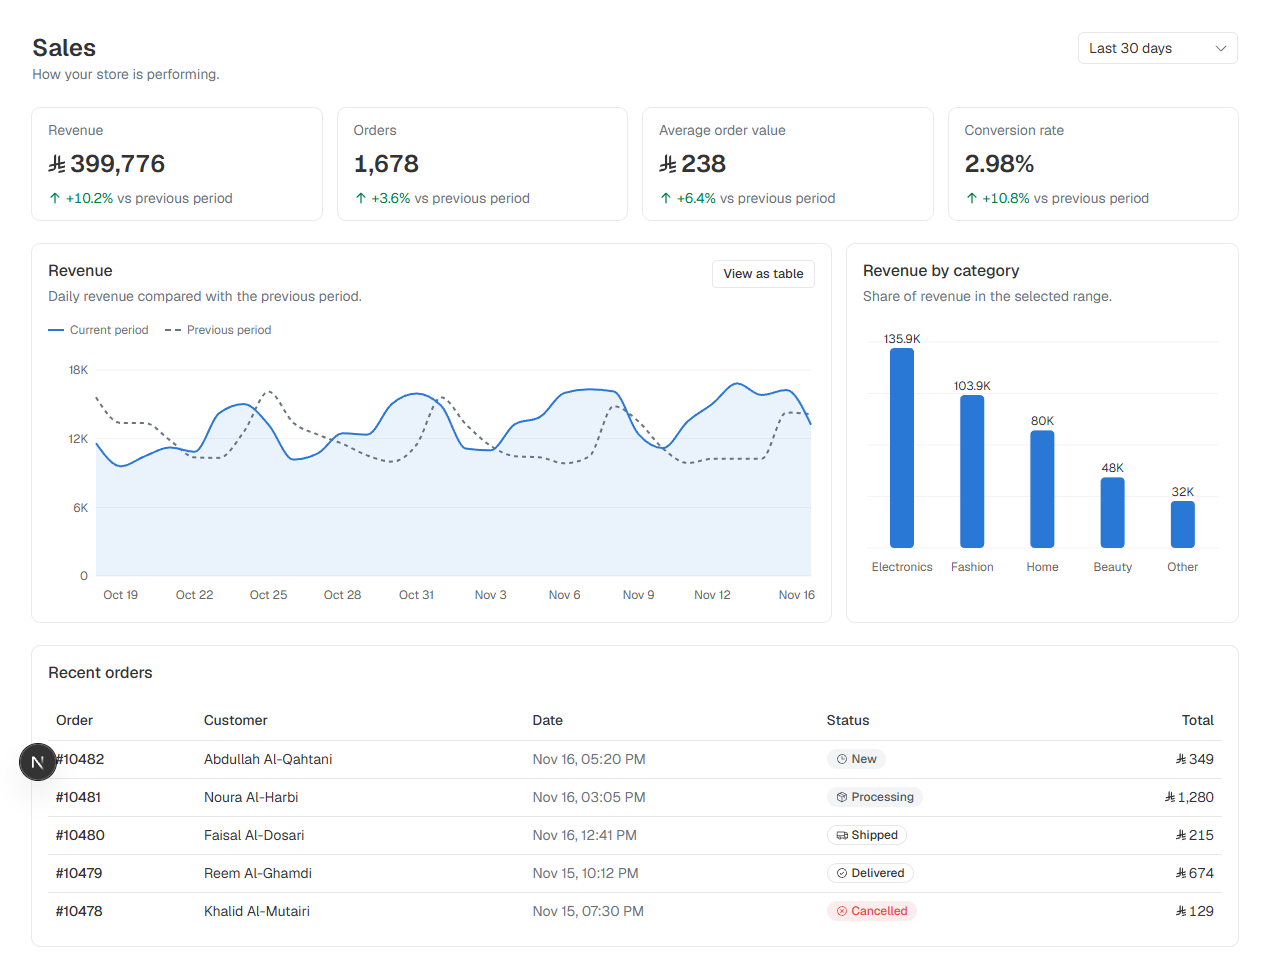 Sales
How your store is performing.
Last 30 days
Revenue
⃁ 399,776
↑ +10.2% vs previous period
Orders
1,678
↑ +3.6% vs previous period
Average order value
⃁ 238
↑ +6.4% vs previous period
Conversion rate
2.98%
↑ +10.8% vs previous period
Revenue
Daily revenue compared with the previous period.
View as table
Current period
Previous period
18K
12K
6K
0
Oct 19 Oct 22 Oct 25 Oct 28 Oct 31 Nov 3 Nov 6 Nov 9 Nov 12 Nov 16
Revenue by category
Share of revenue in the selected range.
135.9K
103.9K
80K
48K
32K
Electronics Fashion Home Beauty Other
Recent orders
Order Customer Date Status Total
#10482 Abdullah Al-Qahtani Nov 16, 05:20 PM New ⃁ 349
#10481 Noura Al-Harbi Nov 16, 03:05 PM Processing ⃁ 1,280
#10480 Faisal Al-Dosari Nov 16, 12:41 PM Shipped ⃁ 215
#10479 Reem Al-Ghamdi Nov 15, 10:12 PM Delivered ⃁ 674
#10478 Khalid Al-Mutairi Nov 15, 07:30 PM Cancelled ⃁ 129
N